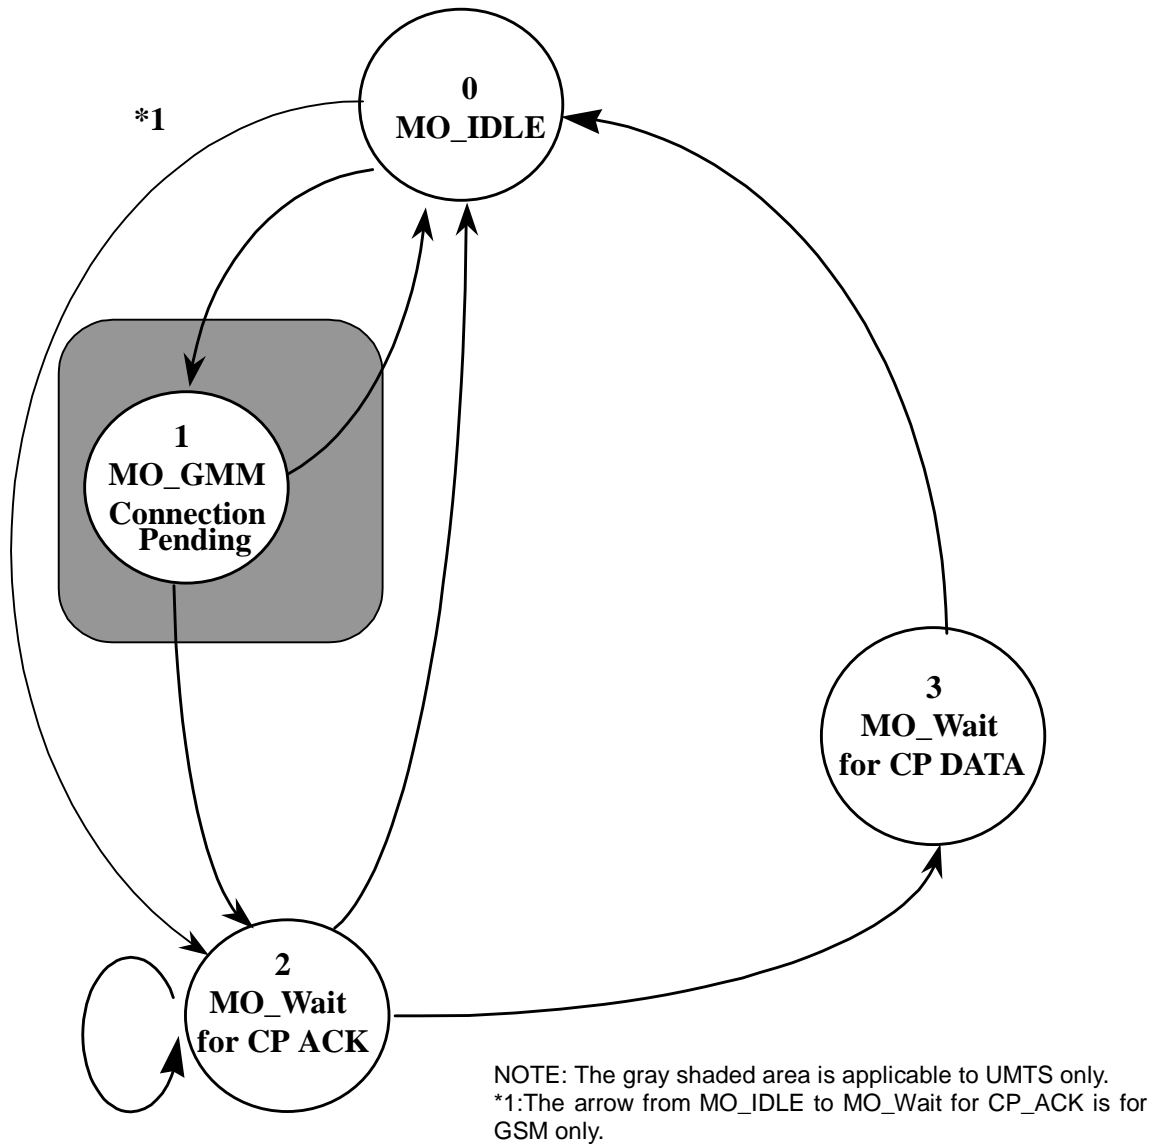 0
MO_IDLE
*1
1
MO_GMM
Connection
Pending
3
MO_Wait
for CP DATA
2
MO_Wait
for CP ACK
NOTE: The gray shaded area is applicable to UMTS only.
*1:The arrow from MO_IDLE to MO_Wait for CP_ACK is for
GSM only.